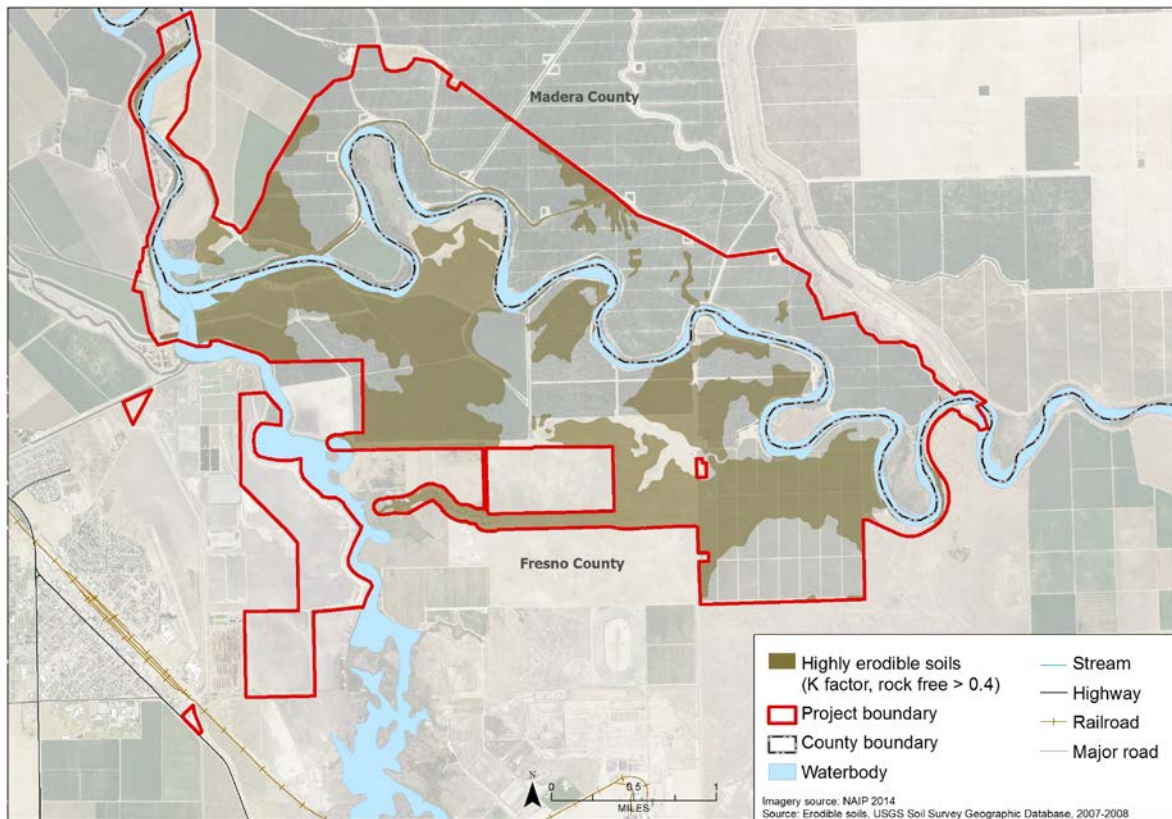 Madera County
Fresno County
Highly erodible soils
(K factor, rock free > 0.4)
Project boundary
County boundary
Waterbody
Stream
Highway
Railroad
Major road
N
0 0.5 1
MILES
Imagery source: NAIP 2014
Source: Erodible soils, USGS Soil Survey Geographic Database, 2007-2008